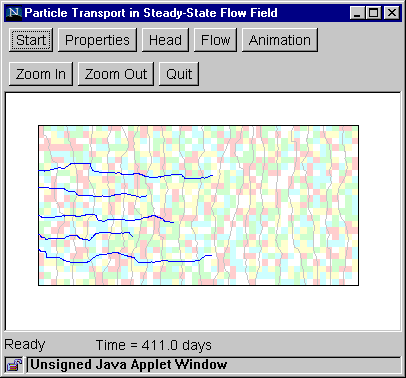 Particle Transport in Steady-State Flow Field
Start Properties Head Flow Animation
Zoom In Zoom Out Quit
Ready Time = 411.0 days
Unsigned Java Applet Window